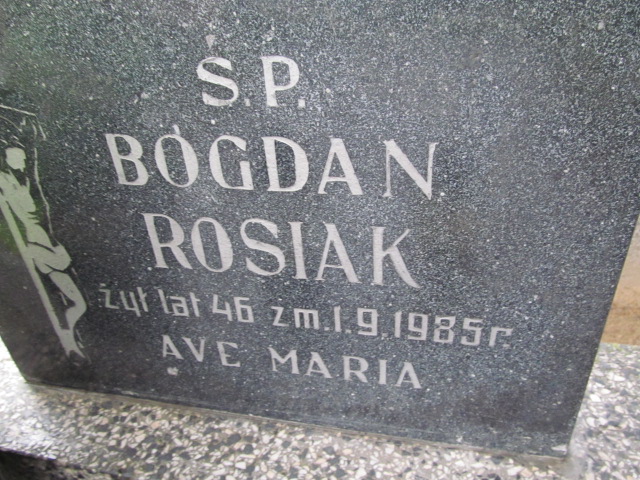 Ś.P.
BOGDAN
ROSIAK
żył lat 46 zm.1.9.1985r.
AVE MARIA